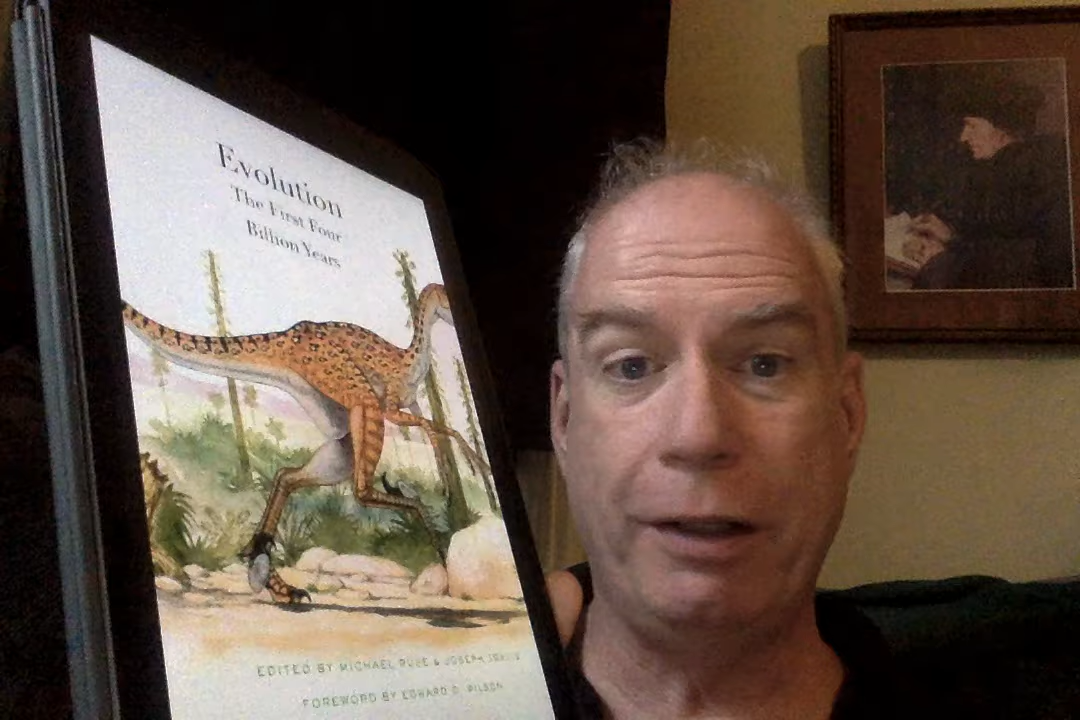 Evolution
The First Four
Billion Years
EDITED BY MICHAEL RUSE & JOSEPH TRAVIS
FOREWORD BY EDWARD O. WILSON